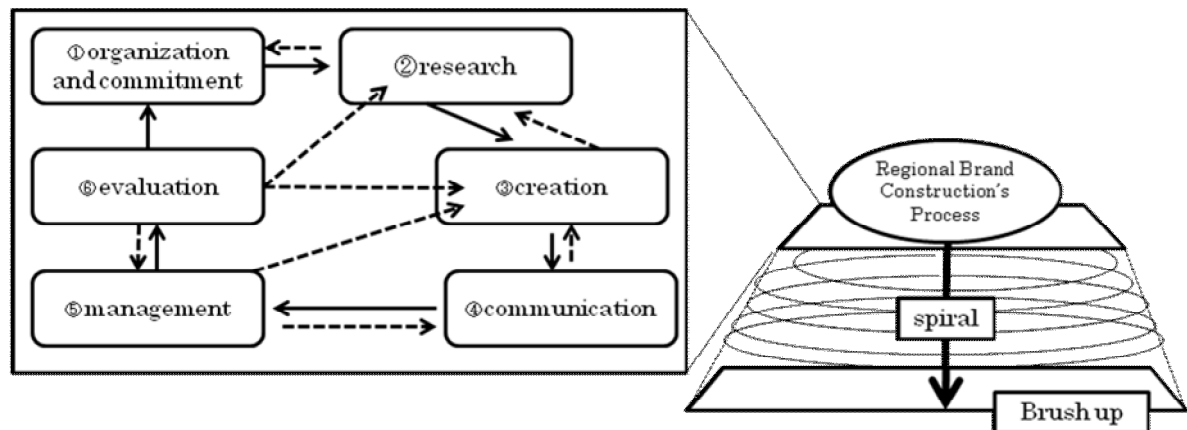 ①organization
and commitment
②research
⑥evaluation
③creation
⑤management
④communication
Regional Brand
Construction's
Process
spiral
Brush up